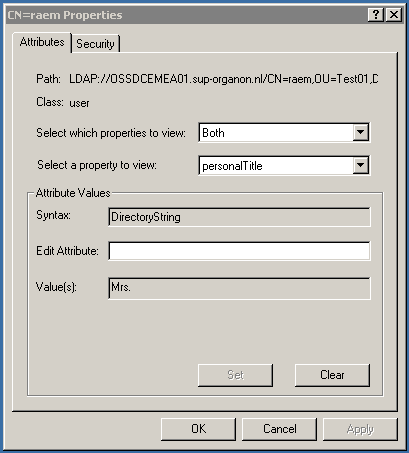 CN=raem Properties
Attributes
Security
Path: LDAP://OSSDCEMEA01.sup-organon.nl/CN=raem,OU=Test01,D
Class: user
Select which properties to view: Both
Select a property to view: personalTitle
Attribute Values
Syntax: DirectoryString
Edit Attribute:
Value(s): Mrs.
Set Clear
OK Cancel Apply